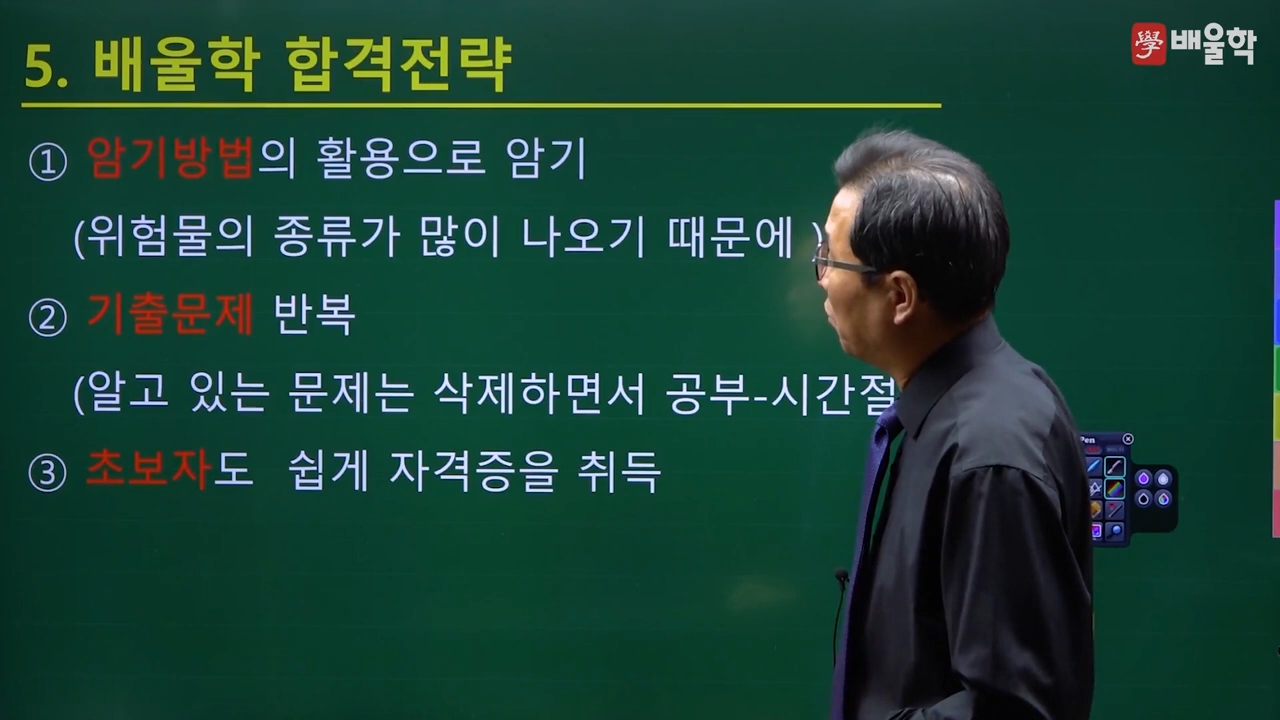 5. 배울학 합격전략
學 배울학
① 암기방법의 활용으로 암기
(위험물의 종류가 많이 나오기 때문에 )
② 기출문제 반복
(알고 있는 문제는 삭제하면서 공부-시간절
③ 초보자도 쉽게 자격증을 취득
Pen